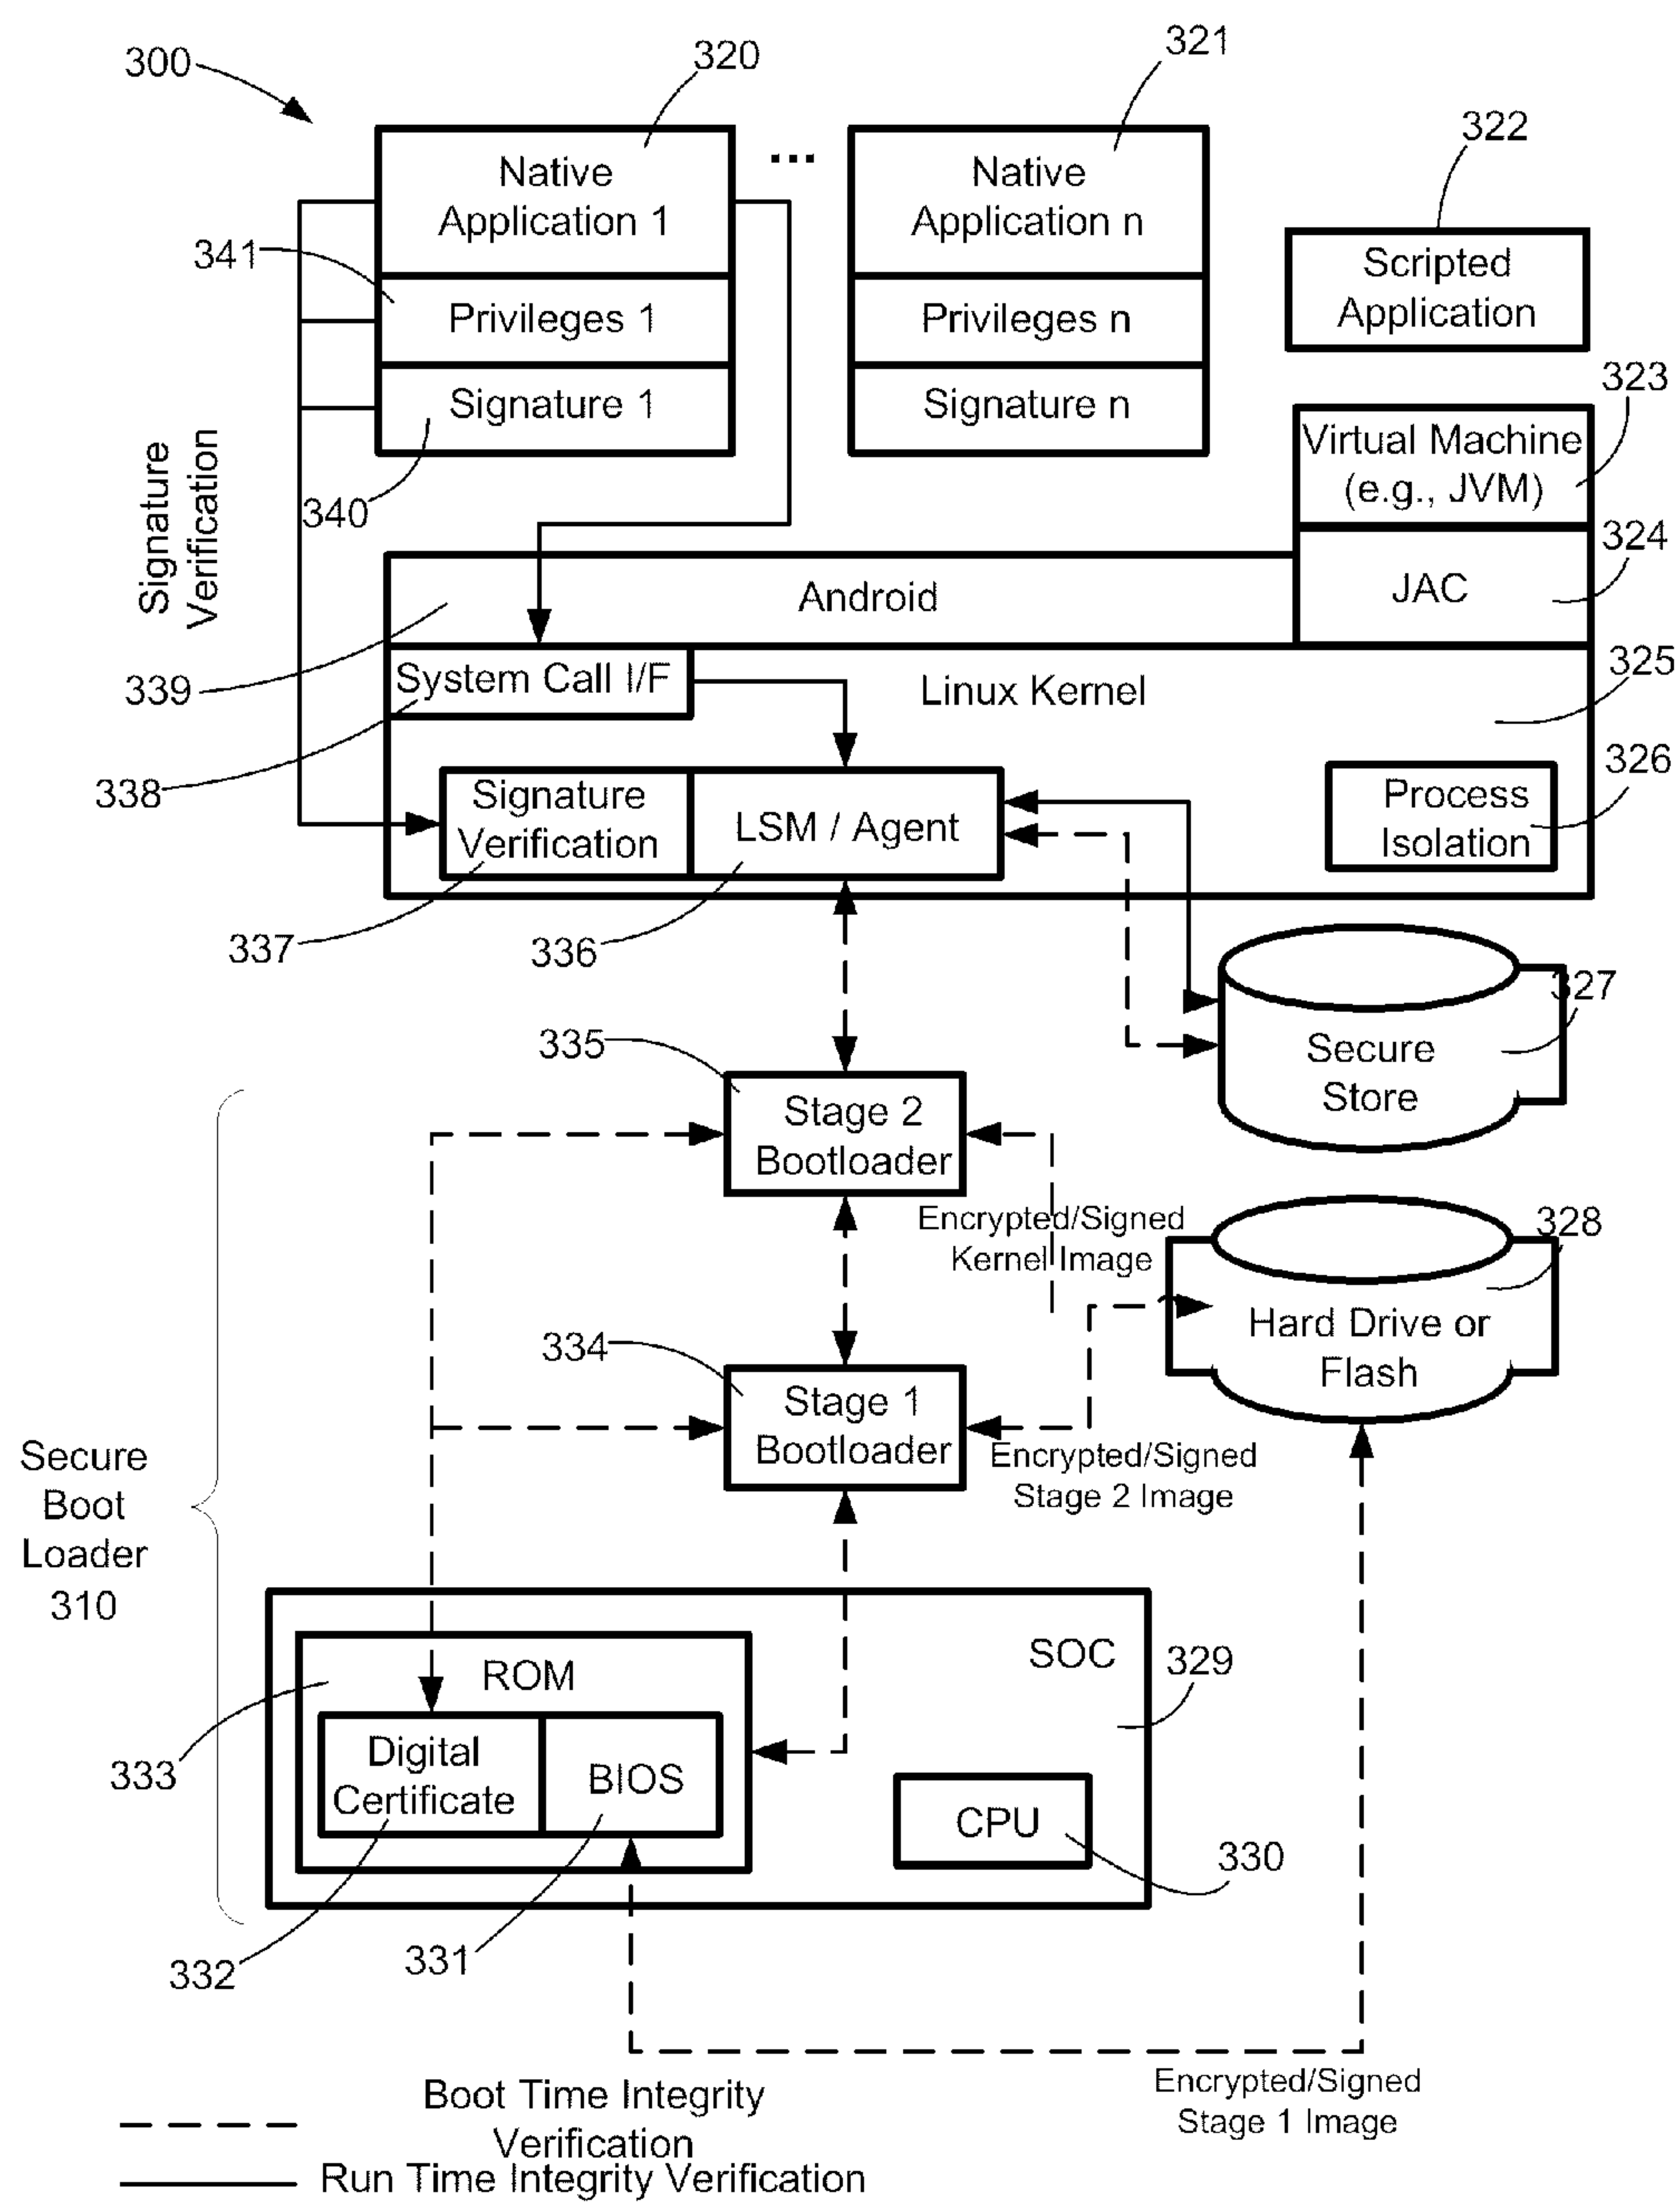 300
320
321
322
Native
Application 1
...
Native
Application n
341
Scripted
Application
Privileges 1
Privileges n
323
Signature 1
Signature n
Virtual Machine
(e.g., JVM)
340
324
Signature
Verification
Android
JAC
339
System Call I/F
Linux Kernel
325
338
326
Signature
Verification
LSM / Agent
Process
Isolation
337
336
327
335
Secure
Store
Stage 2
Bootloader
Encrypted/Signed
Kernel Image
328
334
Hard Drive or
Flash
Stage 1
Bootloader
Encrypted/Signed
Stage 2 Image
Secure
Boot
Loader
310
SOC
329
ROM
333
Digital
Certificate
BIOS
CPU
330
332
331
Encrypted/Signed
Stage 1 Image
Boot Time Integrity
Verification
Run Time Integrity Verification